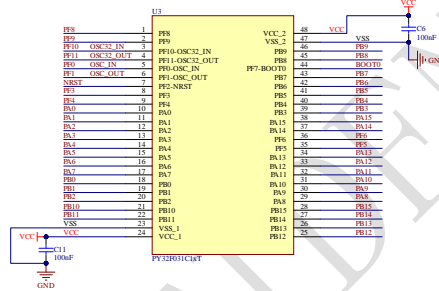 U3
VCC
PF8 1 PF8 VCC_2 48 VCC
PF9 2 PF9 VSS_2 47 VSS
PF10 OSC32_IN 3 PF10-OSC32_IN PB9 46 PB9
PF11 OSC32_OUT 4 PF11-OSC32_OUT PB8 45 PB8
PF0 OSC_IN 5 PF0-OSC_IN PF7-BOOT0 44 BOOT0
PF1 OSC_OUT 6 PF1-OSC_OUT PB7 43 PB7
NRST 7 PF2-NRST PB6 42 PB6
PF3 8 PF3 PB5 41 PB5
PF4 9 PF4 PB4 40 PB4
PA0 10 PA0 PB3 39 PB3
PA1 11 PA1 PA15 38 PA15
PA2 12 PA2 PA14 37 PA14
PA3 13 PA3 PF6 36 PF6
PA4 14 PA4 PF5 35 PF5
PA5 15 PA5 PA13 34 PA13
PA6 16 PA6 PA12 33 PA12
PA7 17 PA7 PA11 32 PA11
PB0 18 PB0 PA10 31 PA10
PB1 19 PB1 PA9 30 PA9
PB2 20 PB2 PA8 29 PA8
PB10 21 PB10 PB15 28 PB15
PB11 22 PB11 PB14 27 PB14
VSS 23 VSS_1 PB13 26 PB13
VCC 24 VCC_1 PB12 25 PB12
C6
100nF
GN
VCC
C11
100nF
GND
PY32F031C1xT